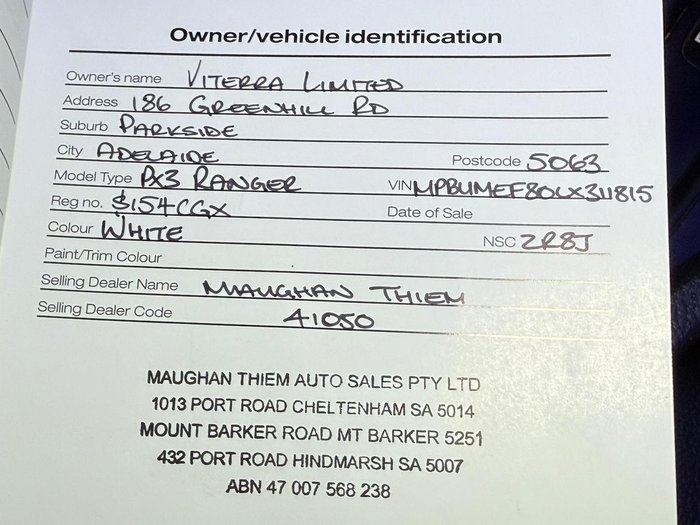 Owner/vehicle identification
Owner's name VITERRA LIMITED
Address 186 GREENHILL RD
Suburb PARKSIDE
City ADELAIDE Postcode 5063
Model Type PX3 RANGER VIN MPBUMEF80LX311815
Reg no. S154CGX Date of Sale
Colour WHITE NSC 2R8J
Paint/Trim Colour
Selling Dealer Name MAUGHAN THIEM
Selling Dealer Code 41050
MAUGHAN THIEM AUTO SALES PTY LTD
1013 PORT ROAD CHELTENHAM SA 5014
MOUNT BARKER ROAD MT BARKER 5251
432 PORT ROAD HINDMARSH SA 5007
ABN 47 007 568 238